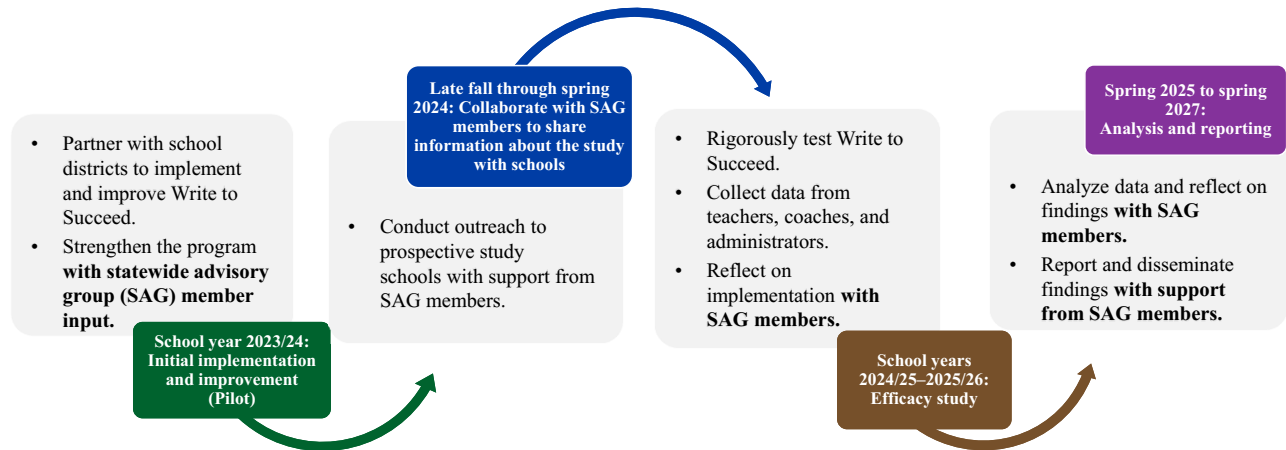 • Partner with school
districts to implement
and improve Write to
Succeed.
• Strengthen the program
with statewide advisory
group (SAG) member
input.
School year 2023/24:
Initial implementation
and improvement
(Pilot)
Late fall through spring
2024: Collaborate with SAG
members to share
information about the study
with schools
• Conduct outreach to
prospective study
schools with support from
SAG members.
• Rigorously test Write to
Succeed.
• Collect data from
teachers, coaches, and
administrators.
• Reflect on
implementation with
SAG members.
School years
2024/25–2025/26:
Efficacy study
Spring 2025 to spring
2027:
Analysis and reporting
• Analyze data and reflect on
findings with SAG
members.
• Report and disseminate
findings with support
from SAG members.